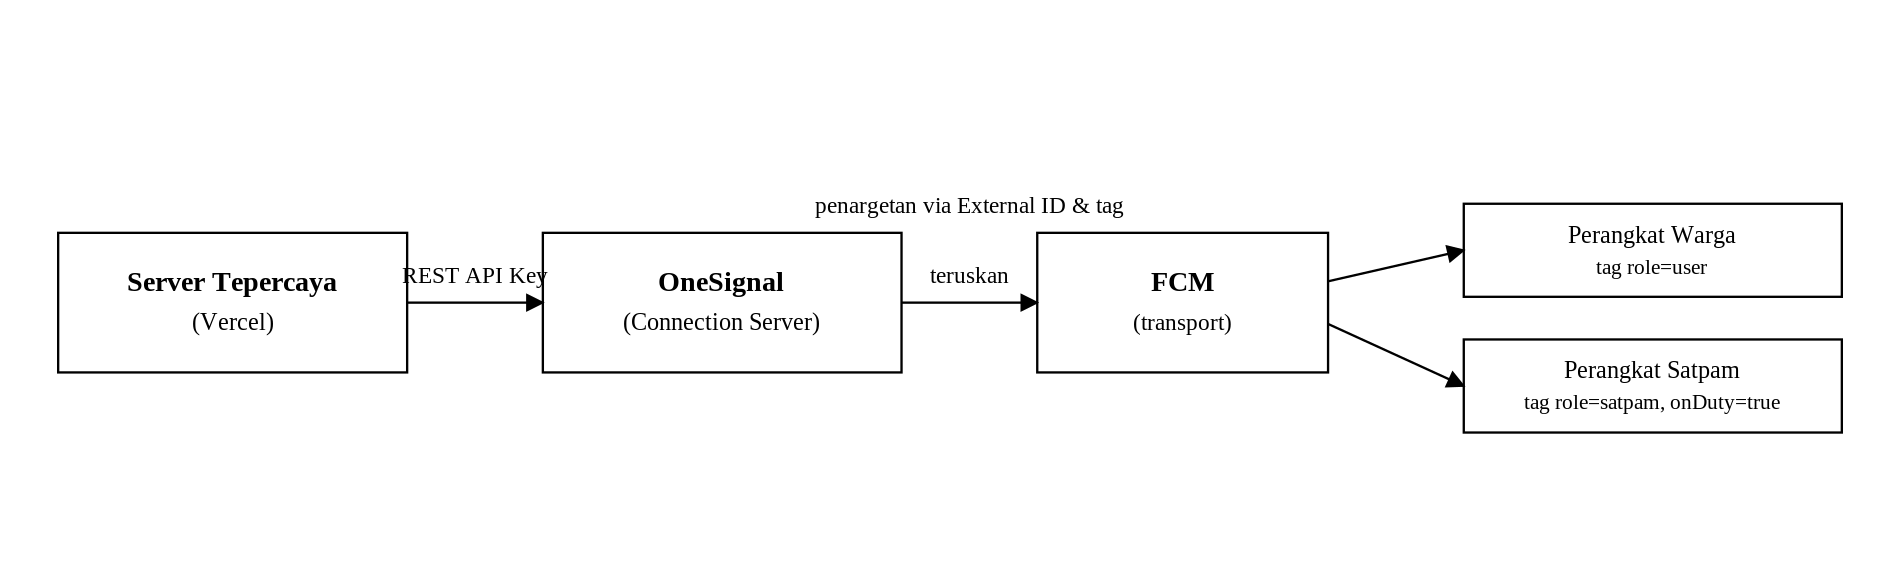 penargetan via External ID & tag
Server Tepercaya
(Vercel)
REST API Key
OneSignal
(Connection Server)
teruskan
FCM
(transport)
Perangkat Warga
tag role=user
Perangkat Satpam
tag role=satpam, onDuty=true